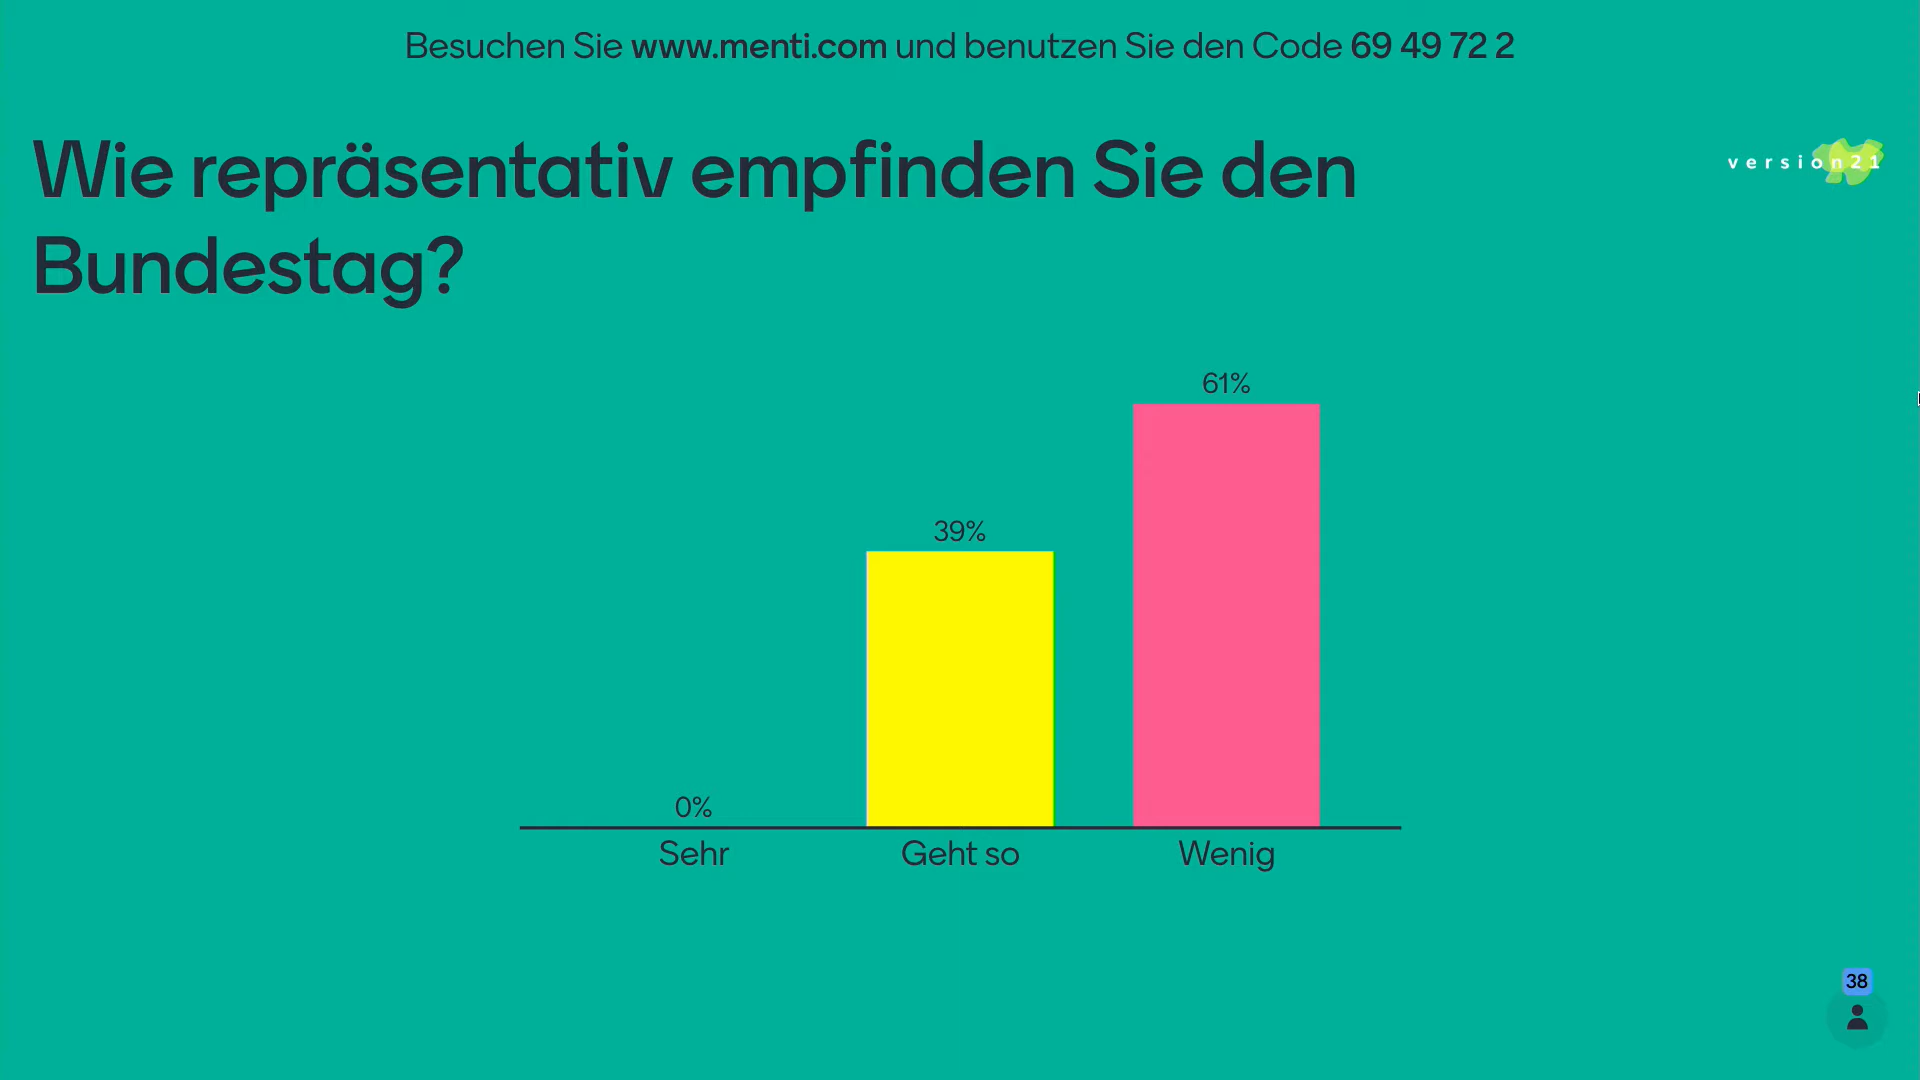 Besuchen Sie www.menti.com und benutzen Sie den Code 69 49 72 2
Wie repräsentativ empfinden Sie den
Bundestag?
version21
61%
39%
0%
Sehr
Geht so
Wenig
38